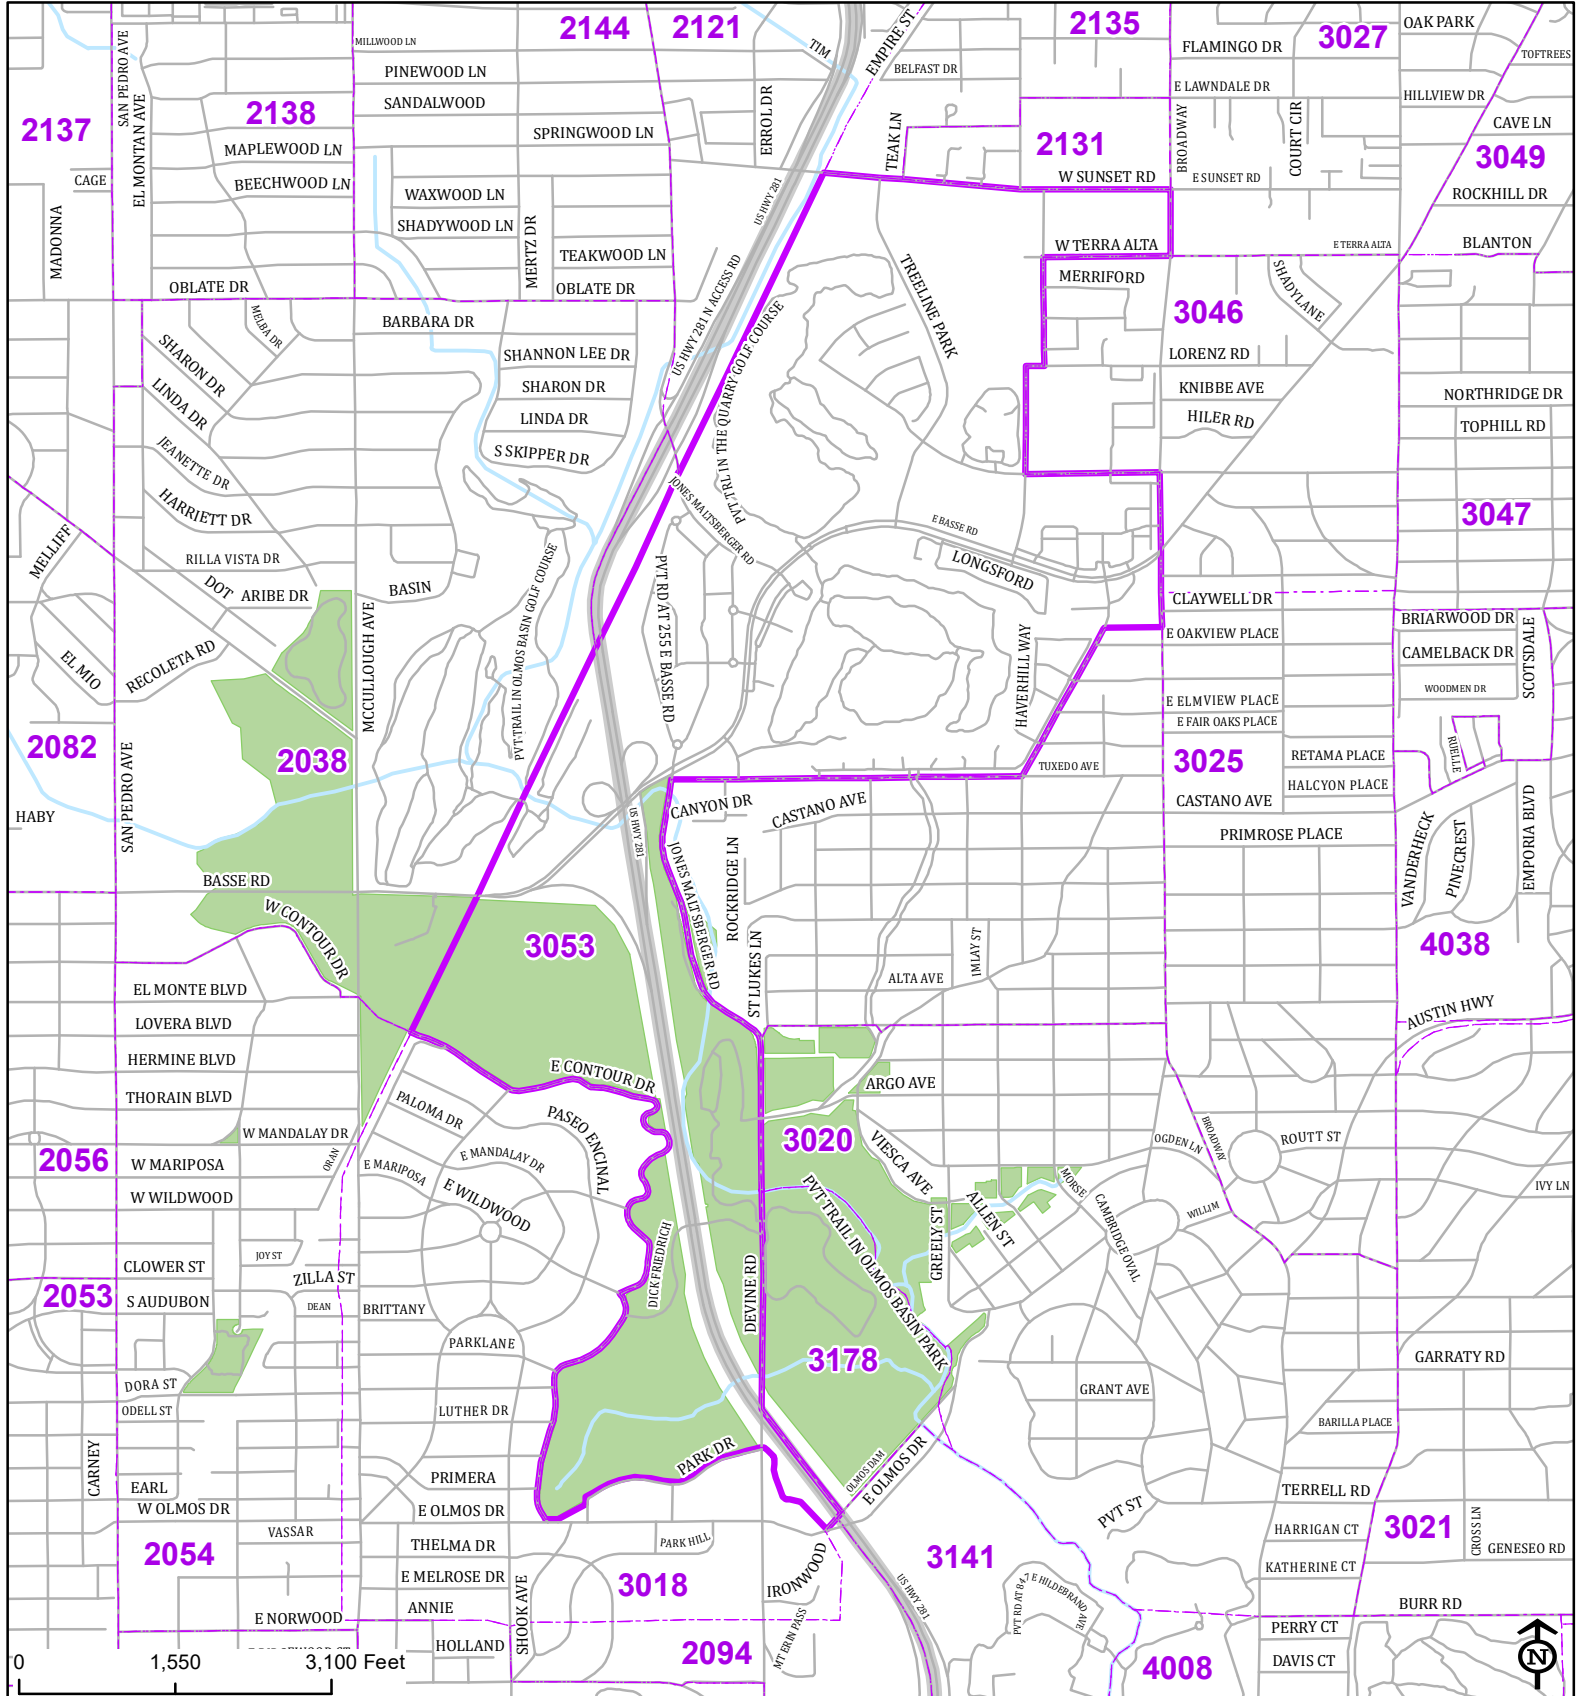 2144
2121
2135
3027
OAK PARK
SAN PEDRO AVE
MILLWOOD LN
TIM
EMPIRE ST
FLAMINGO DR
TOFTREES
PINEWOOD LN
BELFAST DR
E LAWNDALE DR
HILLVIEW DR
2137
EL MONTAN AVE
2138
SANDALWOOD
SPRINGWOOD LN
ERROL DR
TEAK LN
2131
BROADWAY
COURT CIR
CAVE LN
3049
MAPLEWOOD LN
CAGE
BEECHWOOD LN
WAXWOOD LN
US HWY 281
W SUNSET RD
E SUNSET RD
ROCKHILL DR
MADONNA
SHADYWOOD LN
MERTZ DR
TEAKWOOD LN
W TERRA ALTA
E TERRA ALTA
BLANTON
OBLATE DR
OBLATE DR
US HWY 281 N ACCESS RD
TREELINE PARK
MERRIFORD
SHADYLANE
3046
MELBA DR
BARBARA DR
PVT TRL IN THE QUARRY GOLF COURSE
SHARON DR
SHANNON LEE DR
LORENZ RD
LINDA DR
SHARON DR
KNIBBE AVE
NORTHRIDGE DR
LINDA DR
HILER RD
TOPHILL RD
JEANETTE DR
S SKIPPER DR
HARRIETT DR
JONES MALTSBERGER RD
3047
MELLIFF
E BASSE RD
RILLA VISTA DR
LONGSFORD
DOT
ARIBE DR
BASIN
PVT TRAIL IN OLMOS BASIN GOLF COURSE
PVT RD AT 255 E BASSE RD
CLAYWELL DR
MCCULLOUGH AVE
HAVERHILL WAY
E OAKVIEW PLACE
BRIARWOOD DR
SCOTSDALE
EL MIO
RECOLETA RD
CAMELBACK DR
WOODMEN DR
E ELMVIEW PLACE
E FAIR OAKS PLACE
2082
SAN PEDRO AVE
2038
TUXEDO AVE
3025
RETAMA PLACE
RUELLE
HALCYON PLACE
CANYON DR
CASTANO AVE
CASTANO AVE
HABY
US HWY 281
PRIMROSE PLACE
VANDERHECK
PINECREST
EMPORIA BLVD
BASSE RD
JONES MALTSBERGER RD
ROCKRIDGE LN
W CONTOUR DR
3053
ST LUKES LN
IMLAY ST
4038
EL MONTE BLVD
ALTA AVE
LOVERA BLVD
AUSTIN HWY
HERMINE BLVD
E CONTOUR DR
ARGO AVE
THORAIN BLVD
PALOMA DR
PASEO ENCINAL
W MANDALAY DR
3020
VIESCA AVE
OGDEN LN
BROADWAY
ROUTT ST
2056
W MARIPOSA
ORAN
E MARIPOSA
E MANDALAY DR
W WILDWOOD
E WILDWOOD
PVT TRAIL IN OLMOS BASIN PARK
ALLEN ST
MORSE
CAMBRIDGE OVAL
WILLIM
IVY LN
GREELY ST
JOY ST
CLOWER ST
ZILLA ST
DICK FRIEDRICH
DEVINE RD
2053
S AUDUBON
DEAN
BRITTANY
PARKLANE
3178
GARRATY RD
DORA ST
GRANT AVE
ODELL ST
LUTHER DR
BARILLA PLACE
CARNEY
PARK DR
OLMOS DAM
E OLMOS DR
EARL
PRIMERA
TERRELL RD
W OLMOS DR
E OLMOS DR
PVT ST
VASSAR
THELMA DR
PARK HILL
HARRIGAN CT
3021
CROSS LN
GENESEO RD
2054
E MELROSE DR
3018
IRONWOOD
3141
KATHERINE CT
US HWY 281
PVT RD AT 847 E HILDEBRAND AVE
E NORWOOD
ANNIE
SHOOK AVE
BURR RD
MT ERIN PASS
PERRY CT
HOLLAND
2094
4008
DAVIS CT
0
1,550
3,100 Feet
N